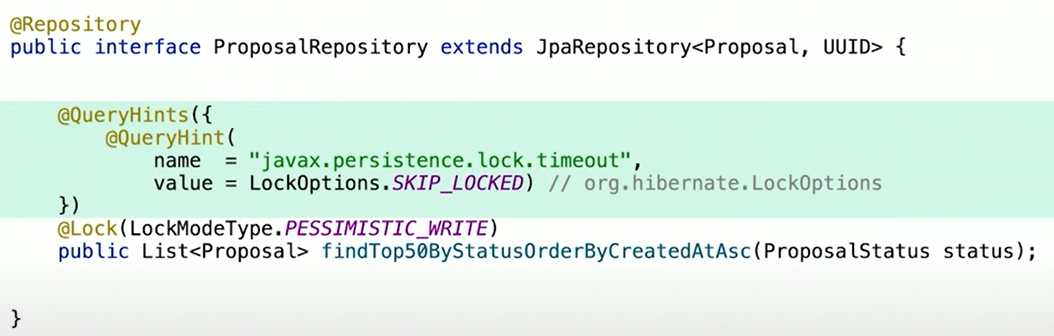 @Repository
public interface ProposalRepository extends JpaRepository<Proposal, UUID> {
@QueryHints({
@QueryHint(
name = "javax.persistence.lock.timeout",
value = LockOptions.SKIP_LOCKED) // org.hibernate.LockOptions
})
@Lock(LockModeType.PESSIMISTIC_WRITE)
public List<Proposal> findTop50ByStatusOrderByCreatedAtAsc(ProposalStatus status);
}